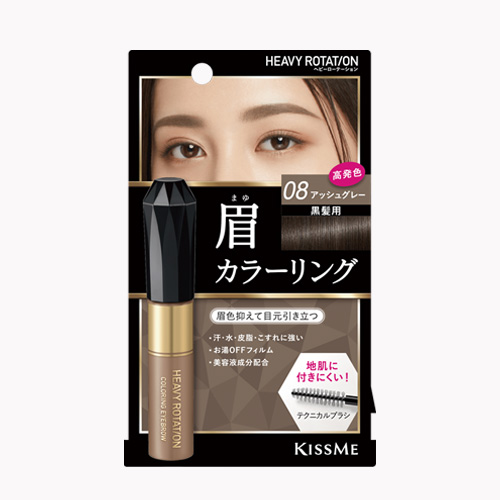 HEAVY ROTATION
ヘビーローテーション
高発色
08 アッシュグレー
黒髪用
まゆ
眉
カラーリング
眉色抑えて目元引き立つ
・汗・水・皮脂・こすれに強い
・お湯OFFフィルム
・美容液成分配合
地肌に
付きにくい！
テクニカルブラシ
HEAVY ROTATION
COLORING EYEBROW
KISSME